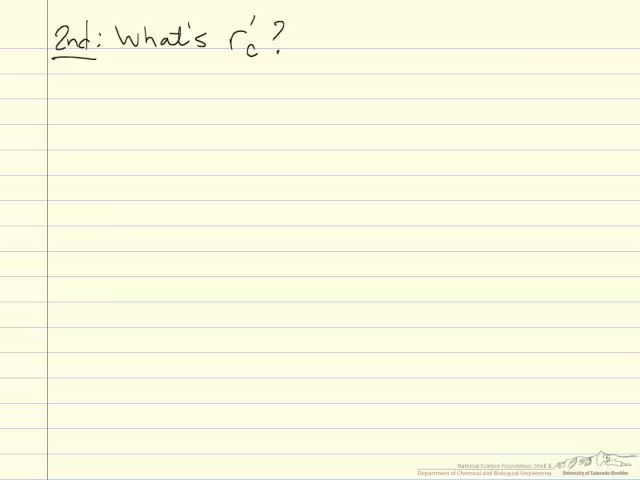 2nd: What's r'c ?
National Science Foundation, Shell &
Department of Chemical and Biological Engineering
University of Colorado Boulder